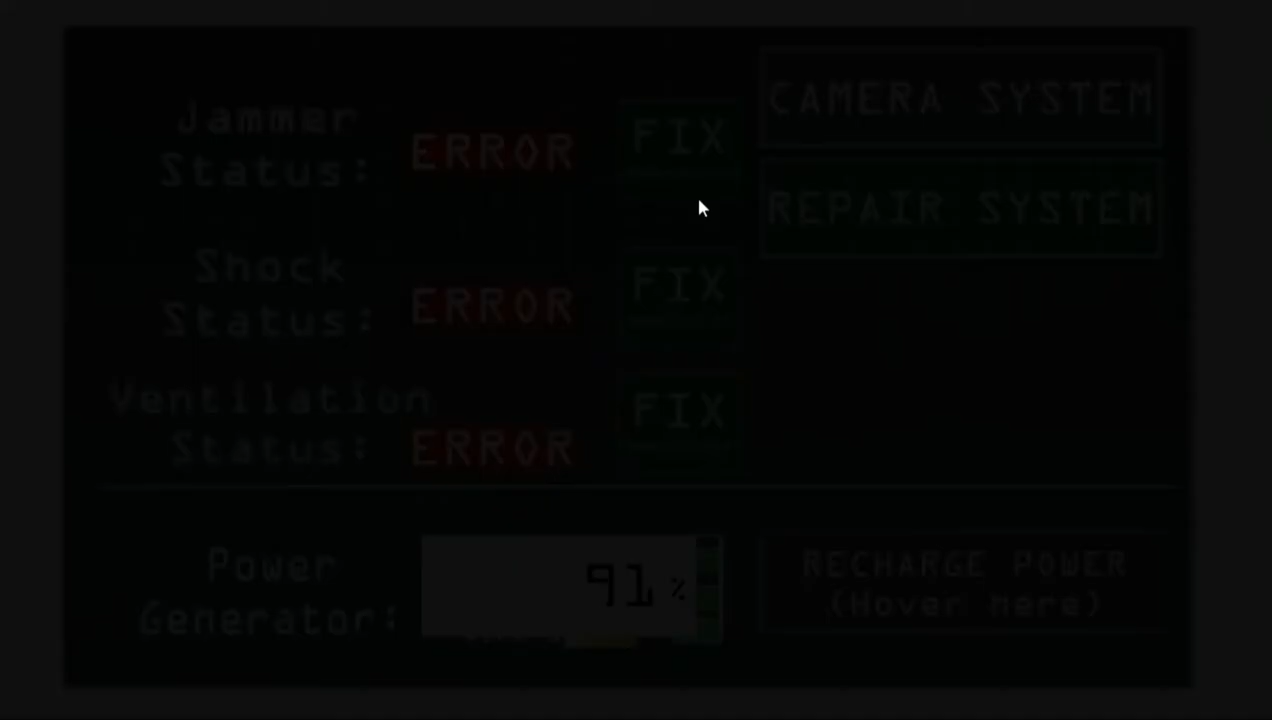 Jammer
Status:
ERROR
FIX
CAMERA SYSTEM
REPAIR SYSTEM
Shock
Status:
ERROR
FIX
Ventilation
Status:
ERROR
FIX
Power
Generator:
91 %
RECHARGE POWER
(Hover here)